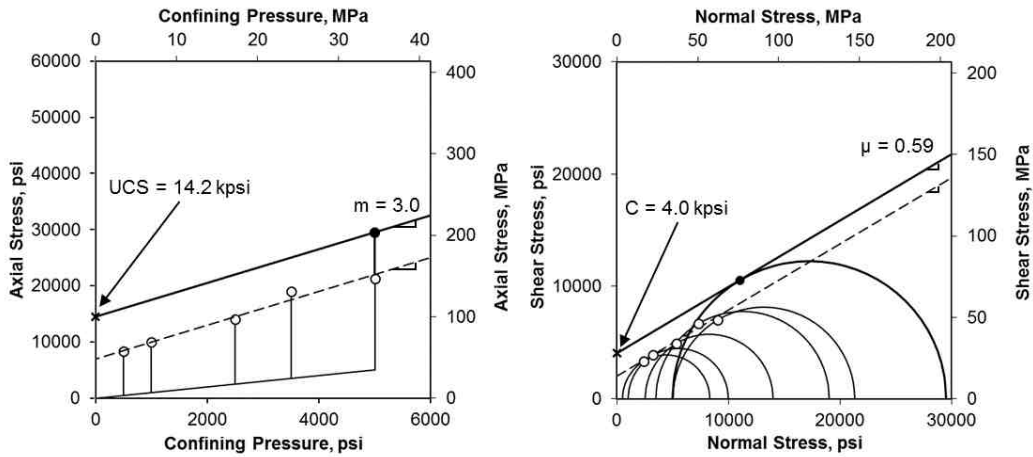 Confining Pressure, MPa
0 10 20 30 40
60000
50000
40000
30000
20000
10000
0
Axial Stress, psi
400
300
200
100
0
Axial Stress, MPa
UCS = 14.2 kpsi
m = 3.0
0 2000 4000 6000
Confining Pressure, psi
Normal Stress, MPa
0 50 100 150 200
30000
20000
10000
0
Shear Stress, psi
200
150
100
50
0
Shear Stress, MPa
μ = 0.59
C = 4.0 kpsi
0 10000 20000 30000
Normal Stress, psi